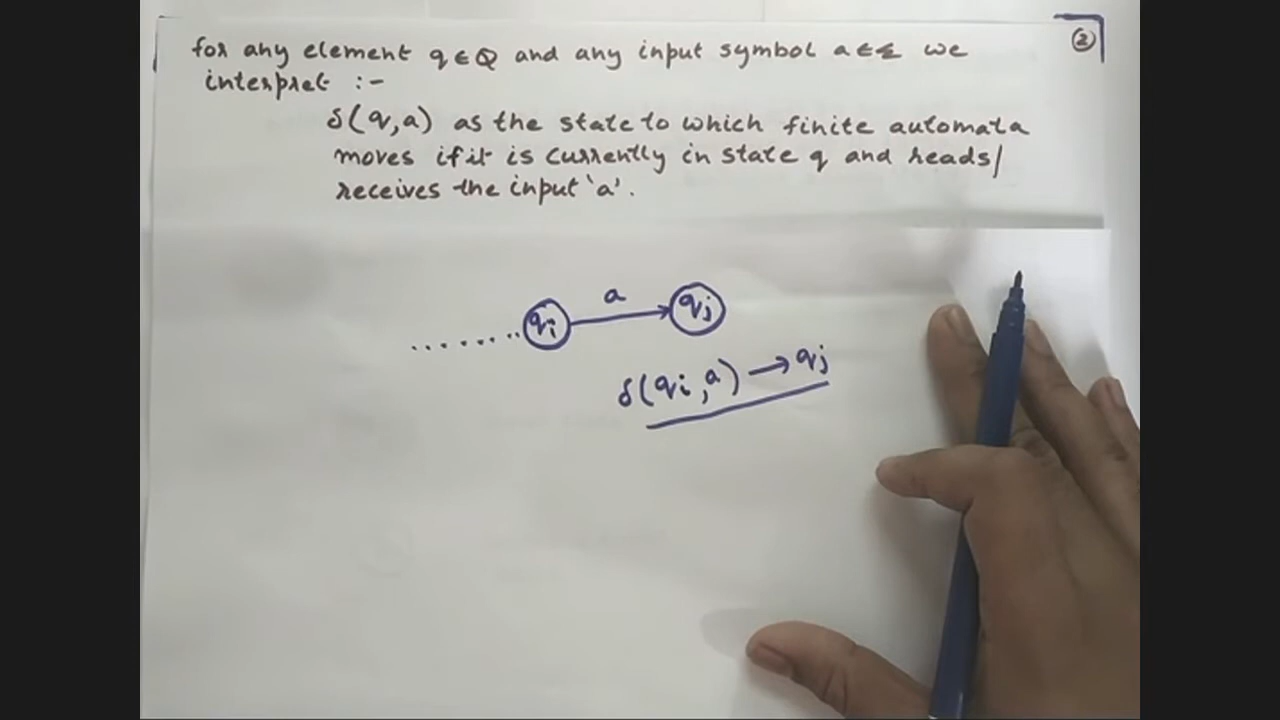 ②
for any element q ∈ Q and any input symbol a ∈ Σ we
interpret :-
δ(q,a) as the state to which finite automata
moves if it is currently in state q and reads/
receives the input 'a'.
a
qi qj
δ(qi,a) → qj